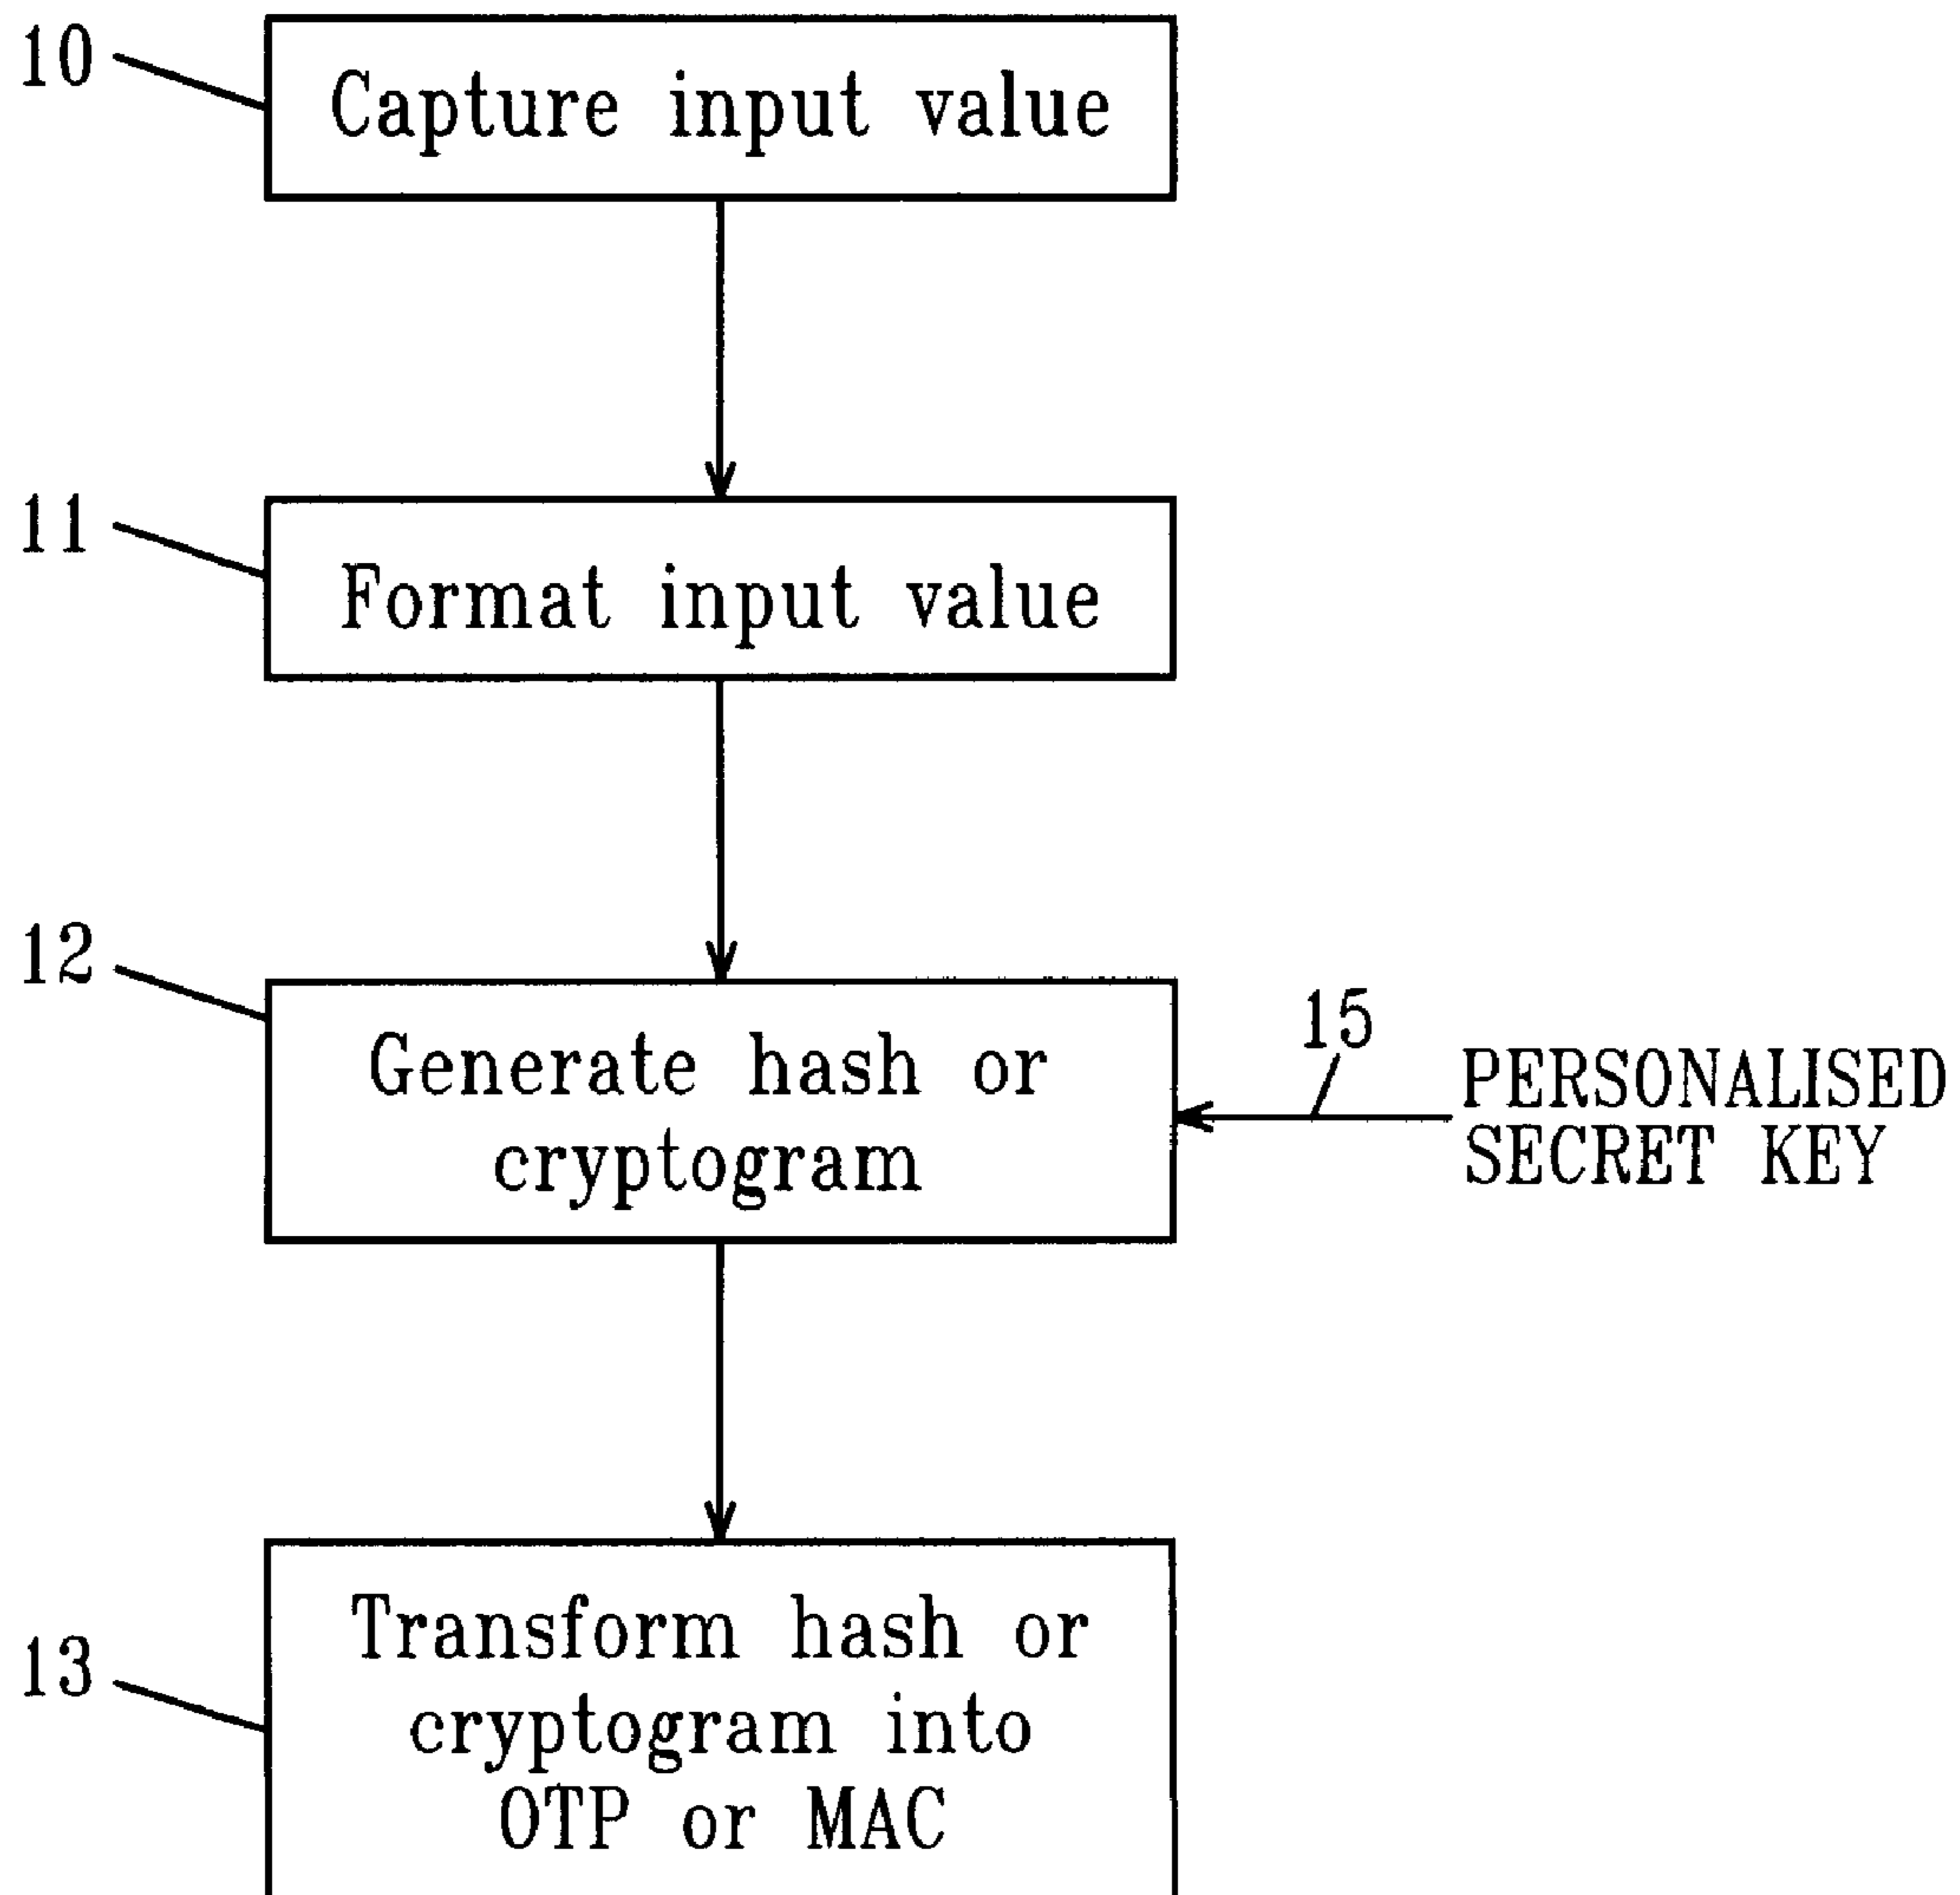 10
Capture input value
11
Format input value
12
Generate hash or
cryptogram
15
PERSONALISED
SECRET KEY
13
Transform hash or
cryptogram into
OTP or MAC